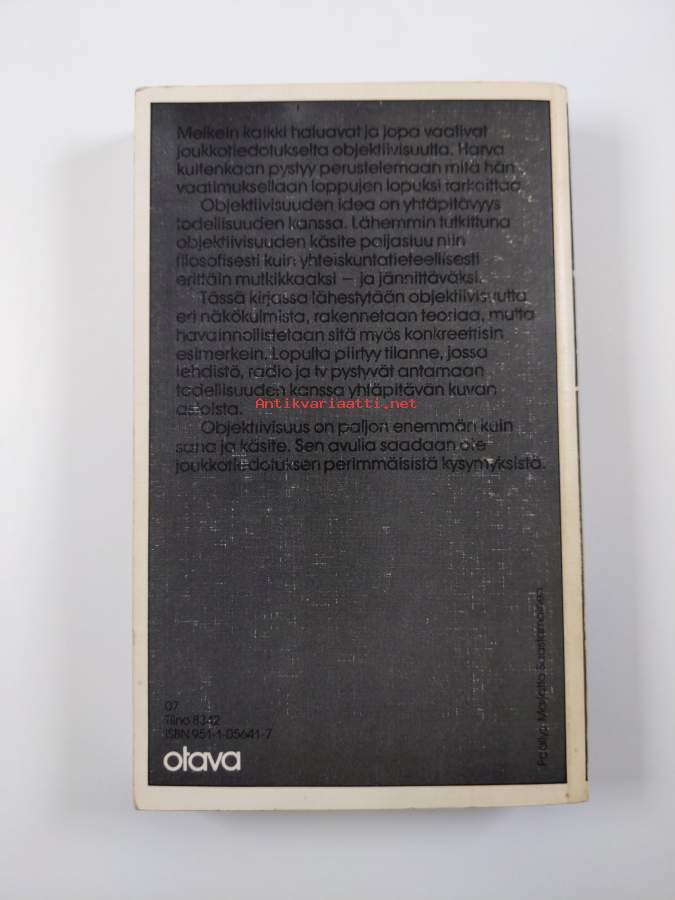 Melkein kaikki haluavat ja jopa vaativat
joukkotiedotukselta objektiivisuutta. Harva
kuitenkaan pystyy perustelemaan mitä hän
vaatimuksellaan loppujen lopuksi tarkoittaa.
Objektiivisuuden idea on yhtäpitävyys
todellisuuden kanssa. Lähemmin tutkittuna
objektiivisuuden käsite paljastuu niin
filosofisesti kuin yhteiskuntatieteellisesti
erittäin mutkikkaaksi – ja jännittäväksi.
Tässä kirjassa lähestytään objektiivisuutta
eri näkökulmista, rakennetaan teoriaa, mutta
havainnollistetaan sitä myös konkreettisin
esimerkein. Lopulta piirtyy tilanne, jossa
lehdistö, radio ja tv pystyvät antamaan
todellisuuden kanssa yhtäpitävän kuvan
asioista.
Antikvariaatti.net
Objektiivisuus on paljon enemmän kuin
sana ja käsite. Sen avulla saadaan ote
joukkotiedotuksen perimmäisistä kysymyksistä.
Päällys: Marjatta Saastamoinen
07
Tiino 8342
ISBN 951-1-05641-7
otava